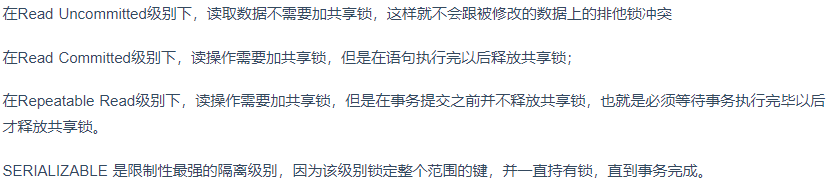 在Read Uncommitted级别下，读取数据不需要加共享锁，这样就不会跟被修改的数据上的排他锁冲突
在Read Committed级别下，读操作需要加共享锁，但是在语句执行完以后释放共享锁；
在Repeatable Read级别下，读操作需要加共享锁，但是在事务提交之前并不释放共享锁，也就是必须等待事务执行完毕以后
才释放共享锁。
SERIALIZABLE 是限制性最强的隔离级别，因为该级别锁定整个范围的键，并一直持有锁，直到事务完成。